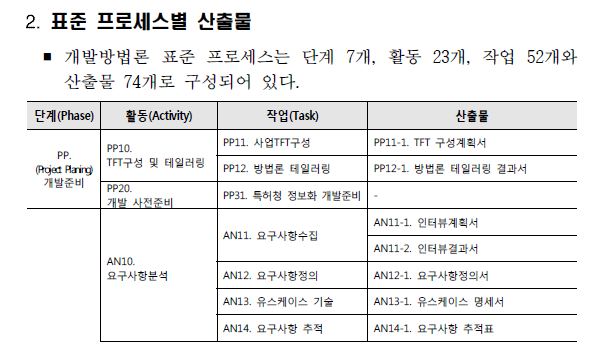 2. 표준 프로세스별 산출물
■ 개발방법론 표준 프로세스는 단계 7개, 활동 23개, 작업 52개와
산출물 74개로 구성되어 있다.
단계(Phase) 활동(Activity) 작업(Task) 산출물
PP.
(Project Planing)
개발준비
PP10.
TFT구성 및 테일러링
PP11. 사업TFT구성 PP11-1. TFT 구성계획서
PP12. 방법론 테일러링 PP12-1. 방법론 테일러링 결과서
PP20.
개발 사전준비
PP31. 특허청 정보화 개발준비 -
AN10.
요구사항분석
AN11. 요구사항수집 AN11-1. 인터뷰계획서
AN11-2. 인터뷰결과서
AN12. 요구사항정의 AN12-1. 요구사항정의서
AN13. 유스케이스 기술 AN13-1. 유스케이스 명세서
AN14. 요구사항 추적 AN14-1. 요구사항 추적표